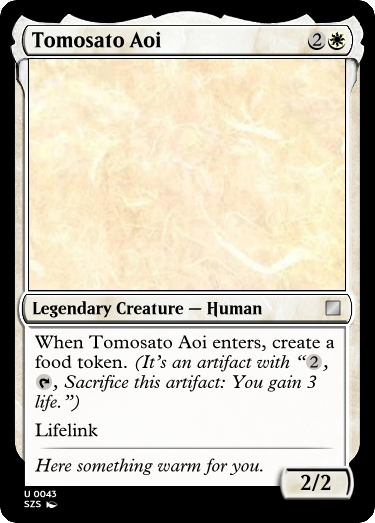 Tomosato Aoi 2
Legendary Creature — Human
When Tomosato Aoi enters, create a
food token. (It's an artifact with “2,
, Sacrifice this artifact: You gain 3
life.”)
Lifelink
Here something warm for you.
2/2
U 0043
SZS